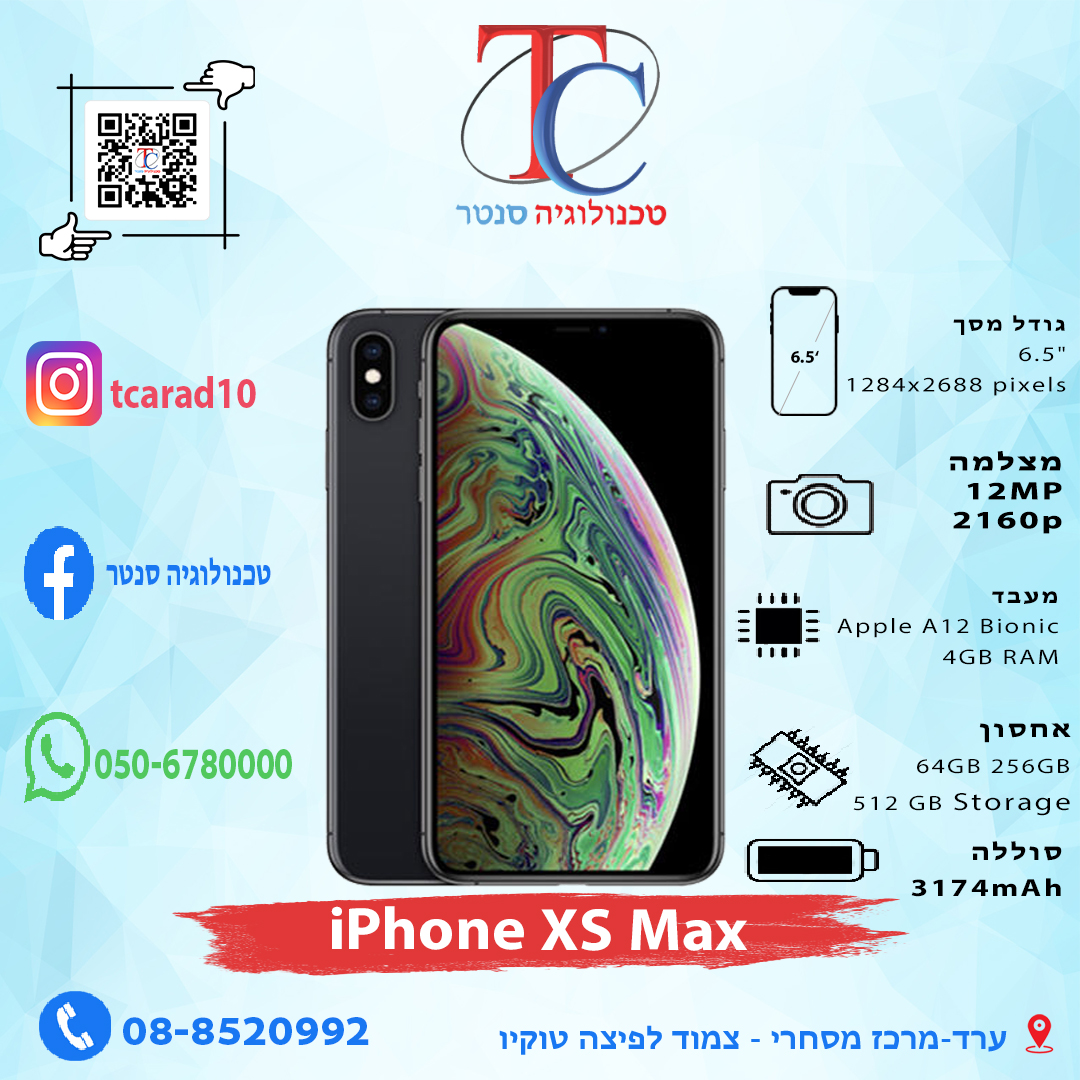 TC
טכנולוגיה סנטר
tcarad10
טכנולוגיה סנטר
050-6780000
6.5‘
גודל מסך
6.5"
1284x2688 pixels
מצלמה
12MP
2160p
מעבד
Apple A12 Bionic
4GB RAM
אחסון
64GB 256GB
512 GB Storage
סוללה
3174mAh
iPhone XS Max
08-8520992
ערד-מרכז מסחרי - צמוד לפיצה טוקיו